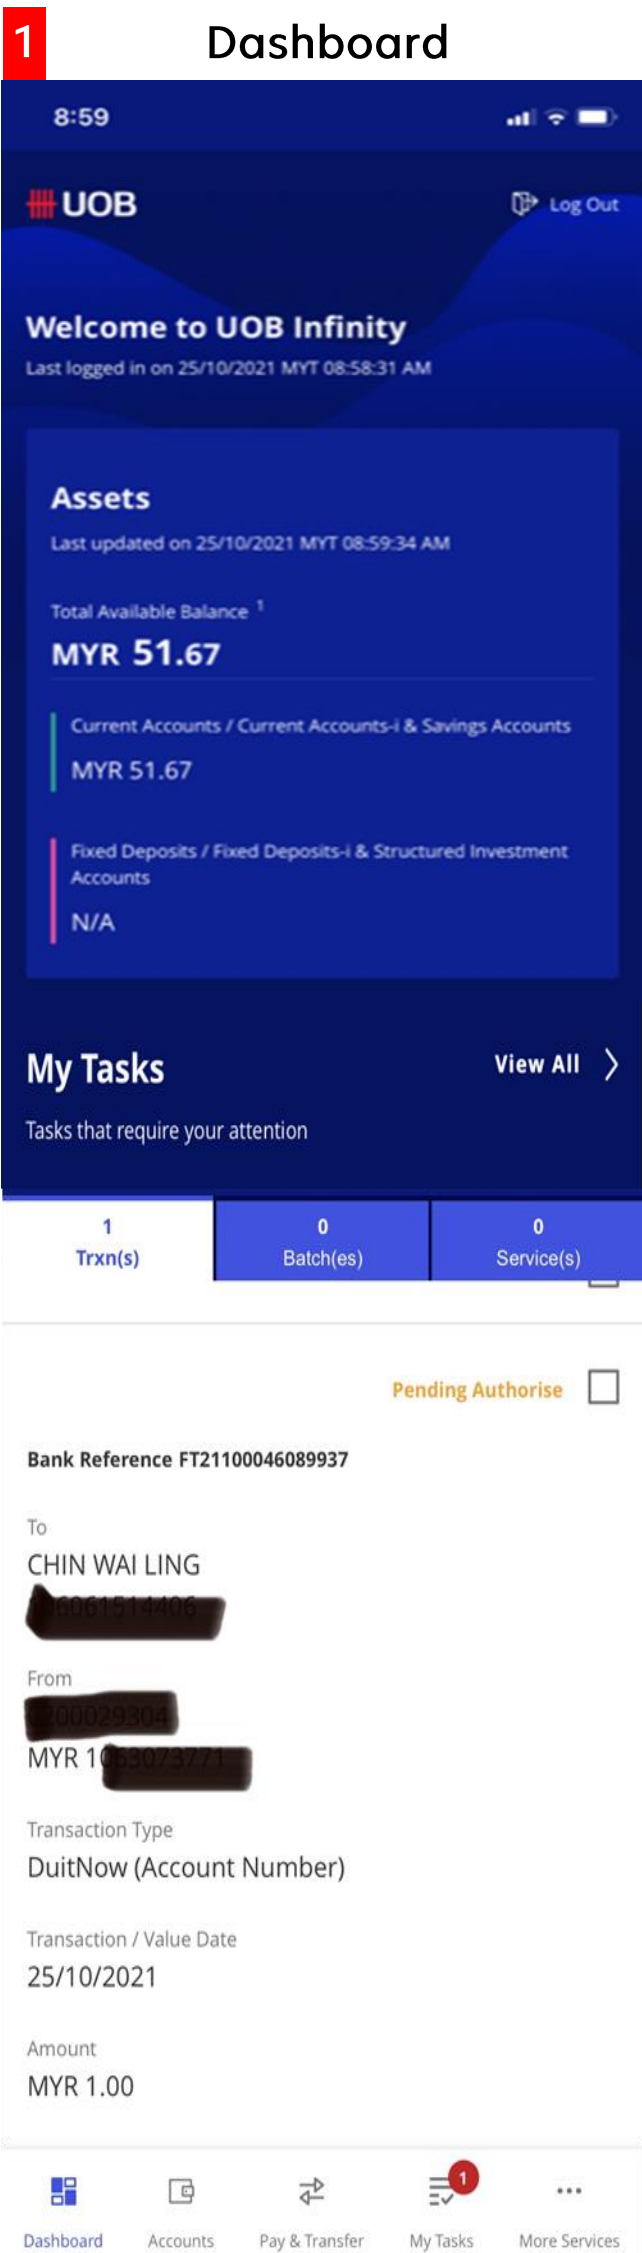 1 Dashboard
8:59
UOB
Log Out
Welcome to UOB Infinity
Last logged in on 25/10/2021 MYT 08:58:31 AM
Assets
Last updated on 25/10/2021 MYT 08:59:34 AM
Total Available Balance 1
MYR 51.67
Current Accounts / Current Accounts-i & Savings Accounts
MYR 51.67
Fixed Deposits / Fixed Deposits-i & Structured Investment
Accounts
N/A
My Tasks
View All
Tasks that require your attention
1 0 0
Trxn(s) Batch(es) Service(s)
Pending Authorise
Bank Reference FT21100046089937
To
CHIN WAI LING
From
MYR
Transaction Type
DuitNow (Account Number)
Transaction / Value Date
25/10/2021
Amount
MYR 1.00
1
Dashboard Accounts Pay & Transfer My Tasks More Services